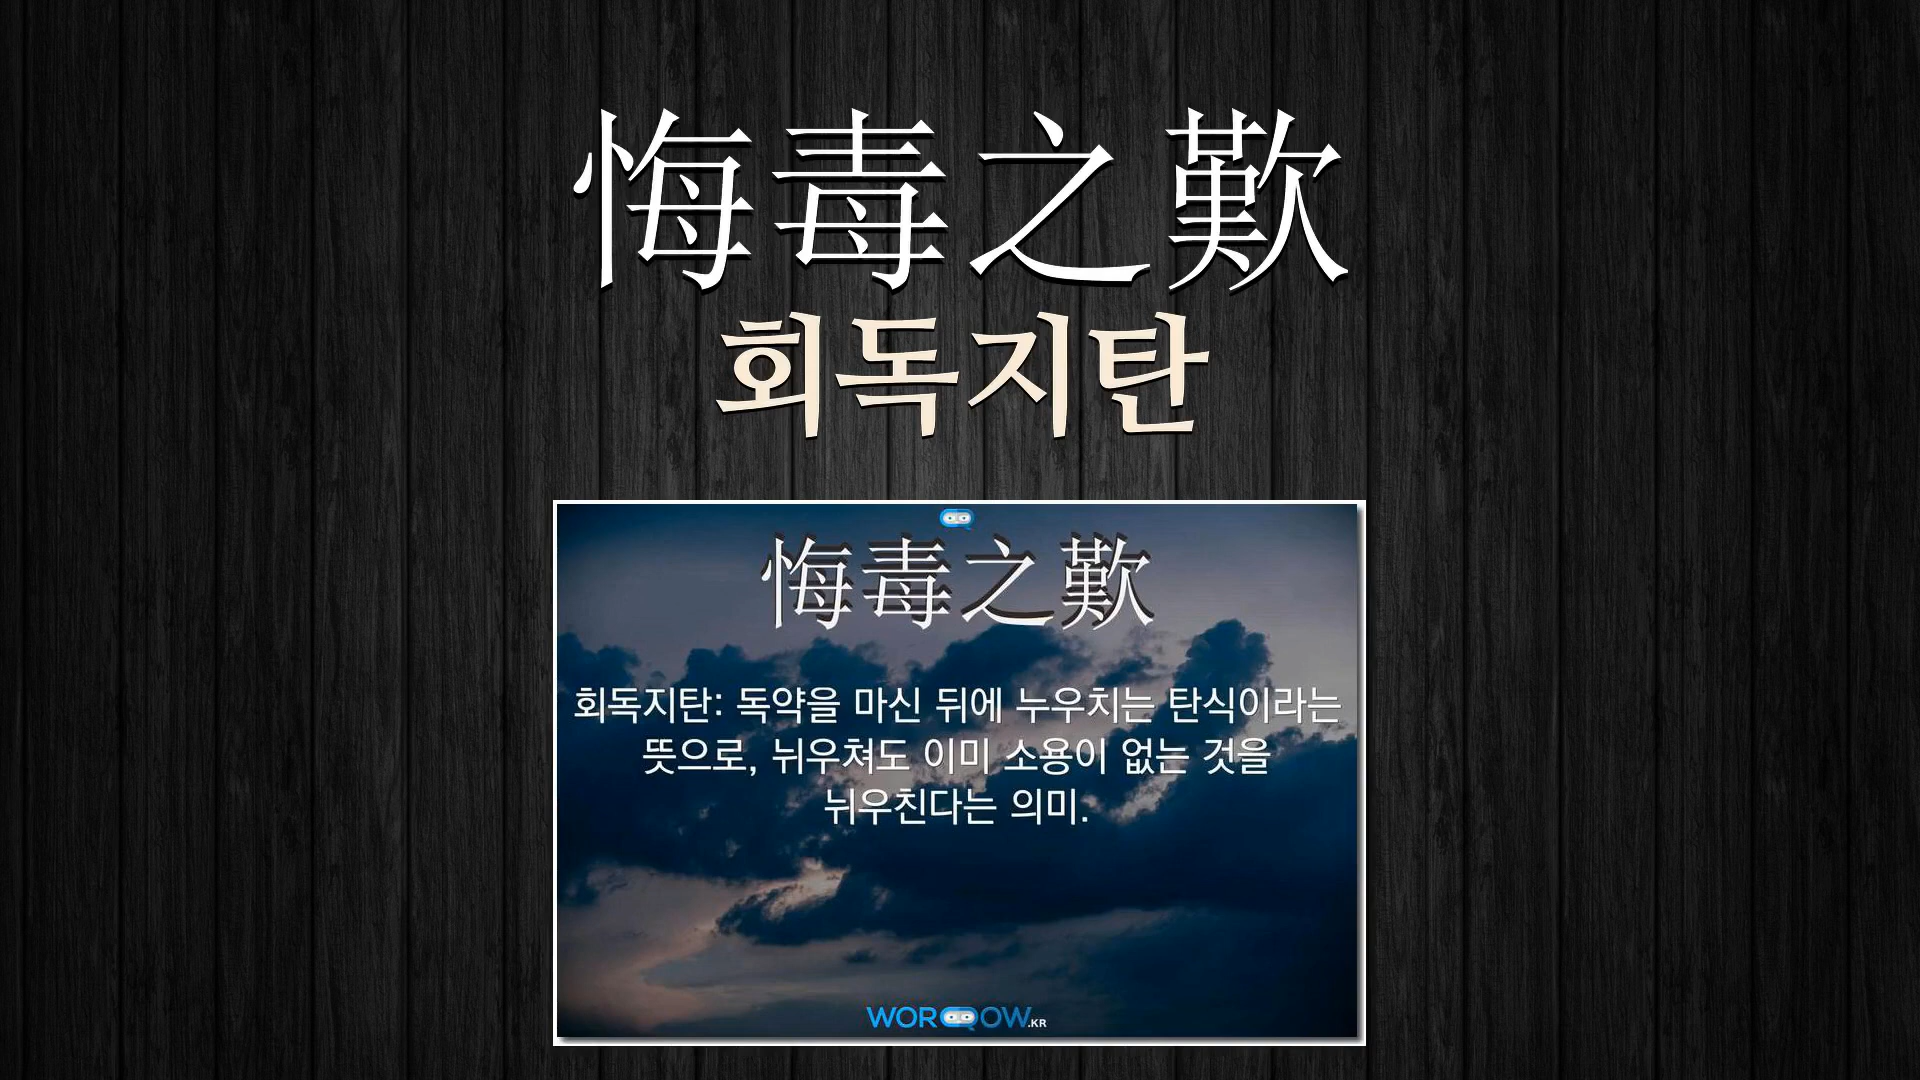 悔毒之歎
회독지탄
悔毒之歎
회독지탄: 독약을 마신 뒤에 누우치는 탄식이라는
뜻으로, 뉘우쳐도 이미 소용이 없는 것을
뉘우친다는 의미.
WORQQOW.KR